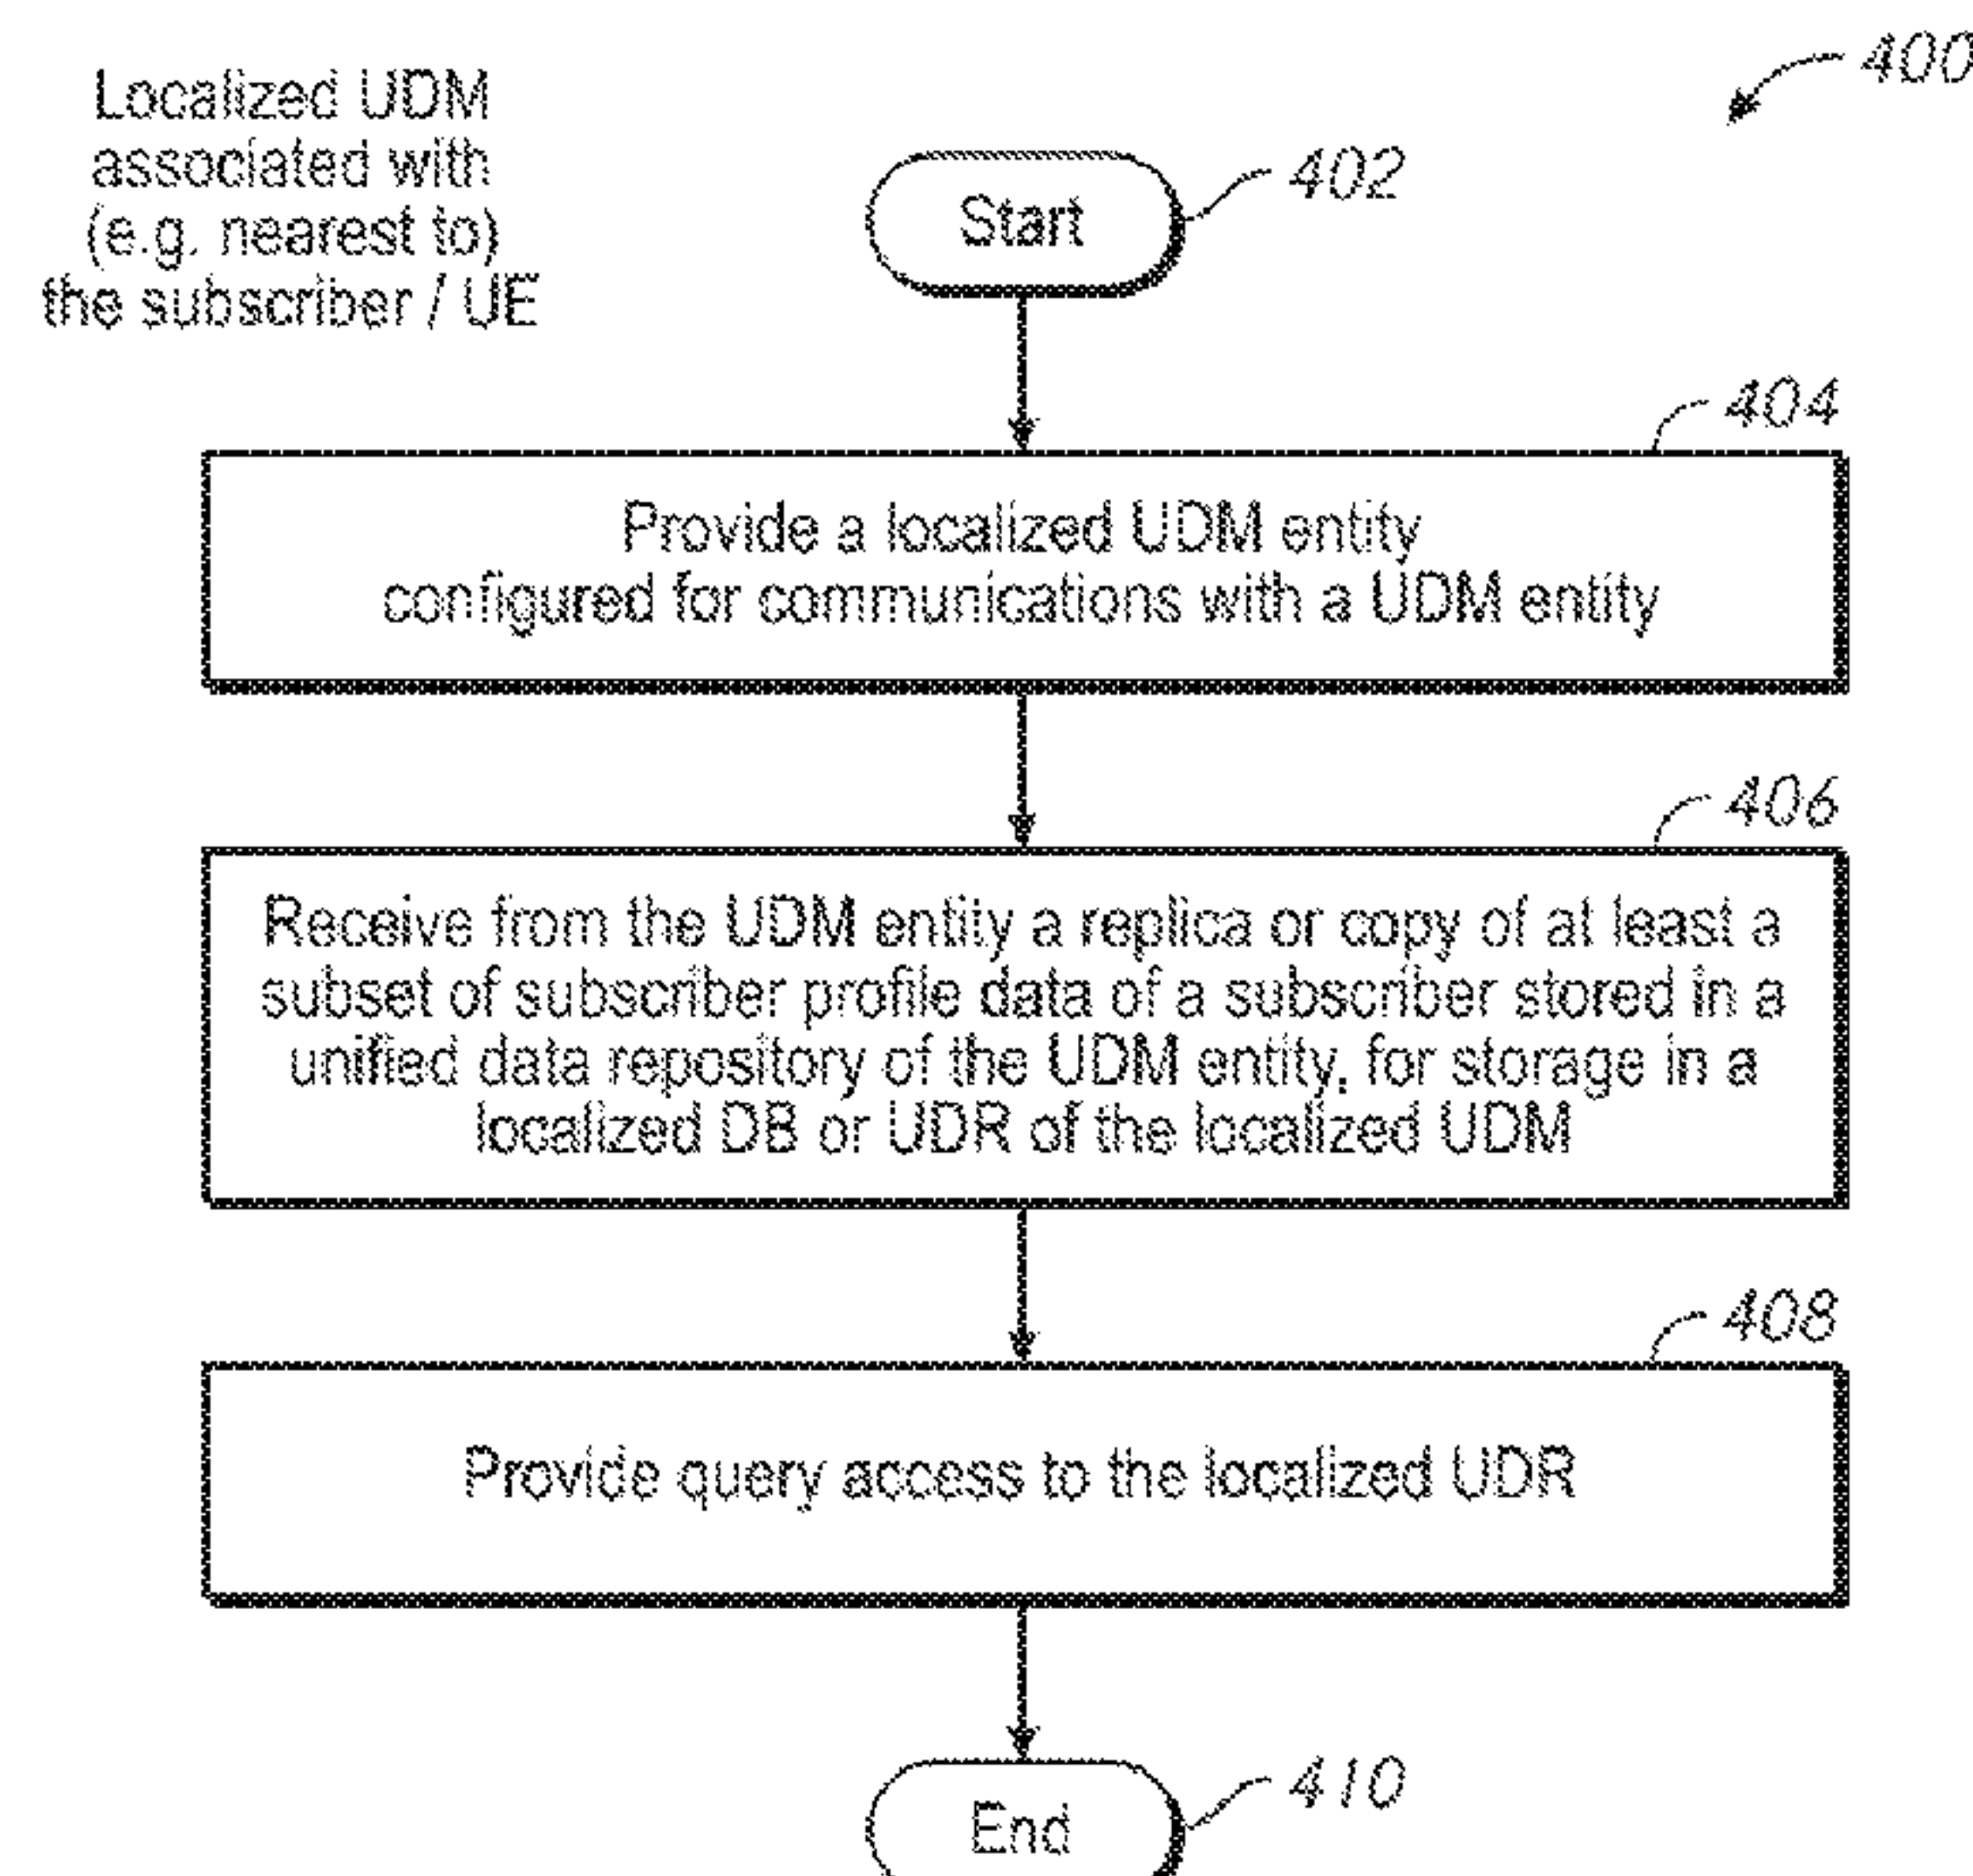 400
Localized UDM
associated with
(e.g. nearest to)
the subscriber / UE
Start
402
404
Provide a localized UDM entity
configured for communications with a UDM entity
406
Receive from the UDM entity a replica or copy of at least a
subset of subscriber profile data of a subscriber stored in a
unified data repository of the UDM entity, for storage in a
localized DB or UDR of the localized UDM
408
Provide query access to the localized UDR
End
410